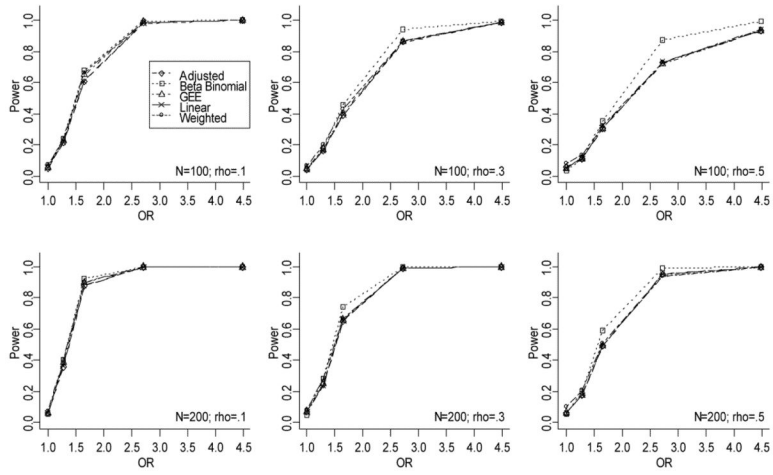 Power
0.0 0.2 0.4 0.6 0.8 1.0
Adjusted
Beta Binomial
GEE
Linear
Weighted
N=100; rho=.1
1.0 1.5 2.0 2.5 3.0 3.5 4.0 4.5
OR
Power
0.0 0.2 0.4 0.6 0.8 1.0
N=100; rho=.3
1.0 1.5 2.0 2.5 3.0 3.5 4.0 4.5
OR
Power
0.0 0.2 0.4 0.6 0.8 1.0
N=100; rho=.5
1.0 1.5 2.0 2.5 3.0 3.5 4.0 4.5
OR
Power
0.0 0.2 0.4 0.6 0.8 1.0
N=200; rho=.1
1.0 1.5 2.0 2.5 3.0 3.5 4.0 4.5
OR
Power
0.0 0.2 0.4 0.6 0.8 1.0
N=200; rho=.3
1.0 1.5 2.0 2.5 3.0 3.5 4.0 4.5
OR
Power
0.0 0.2 0.4 0.6 0.8 1.0
N=200; rho=.5
1.0 1.5 2.0 2.5 3.0 3.5 4.0 4.5
OR